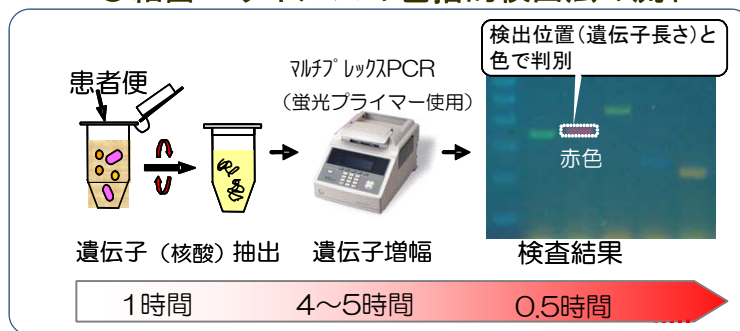 患者便
ﾏﾙﾁﾌﾟﾚｯｸｽPCR
（蛍光プライマー使用）
検出位置（遺伝子長さ）と
色で判別
赤色
遺伝子（核酸）抽出
遺伝子増幅
検査結果
1時間
4～5時間
0.5時間